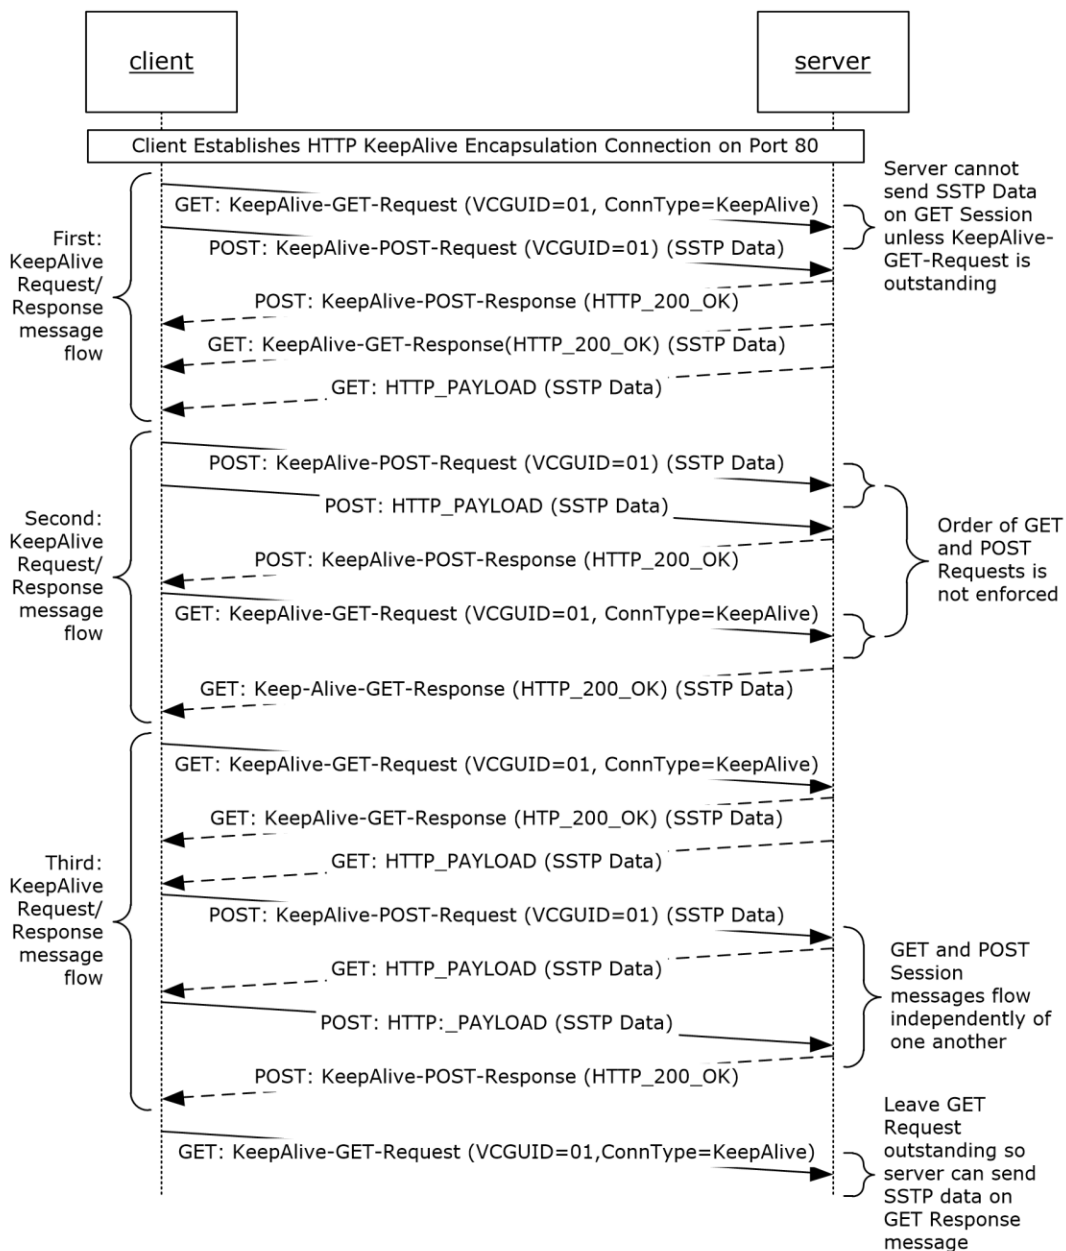 client
server
Client Establishes HTTP KeepAlive Encapsulation Connection on Port 80
First:
KeepAlive
Request/
Response
message
flow
GET: KeepAlive-GET-Request (VCGUID=01, ConnType=KeepAlive)
POST: KeepAlive-POST-Request (VCGUID=01) (SSTP Data)
POST: KeepAlive-POST-Response (HTTP_200_OK)
GET: KeepAlive-GET-Response(HTTP_200_OK) (SSTP Data)
GET: HTTP_PAYLOAD (SSTP Data)
Server cannot
send SSTP Data
on GET Session
unless KeepAlive-
GET-Request is
outstanding
Second:
KeepAlive
Request/
Response
message
flow
POST: KeepAlive-POST-Request (VCGUID=01) (SSTP Data)
POST: HTTP_PAYLOAD (SSTP Data)
POST: KeepAlive-POST-Response (HTTP_200_OK)
GET: KeepAlive-GET-Request (VCGUID=01, ConnType=KeepAlive)
GET: Keep-Alive-GET-Response (HTTP_200_OK) (SSTP Data)
Order of GET
and POST
Requests is
not enforced
Third:
KeepAlive
Request/
Response
message
flow
GET: KeepAlive-GET-Request (VCGUID=01, ConnType=KeepAlive)
GET: KeepAlive-GET-Response (HTP_200_OK) (SSTP Data)
GET: HTTP_PAYLOAD (SSTP Data)
POST: KeepAlive-POST-Request (VCGUID=01) (SSTP Data)
GET: HTTP_PAYLOAD (SSTP Data)
POST: HTTP:_PAYLOAD (SSTP Data)
POST: KeepAlive-POST-Response (HTTP_200_OK)
GET and POST
Session
messages flow
independently of
one another
GET: KeepAlive-GET-Request (VCGUID=01,ConnType=KeepAlive)
Leave GET
Request
outstanding so
server can send
SSTP data on
GET Response
message